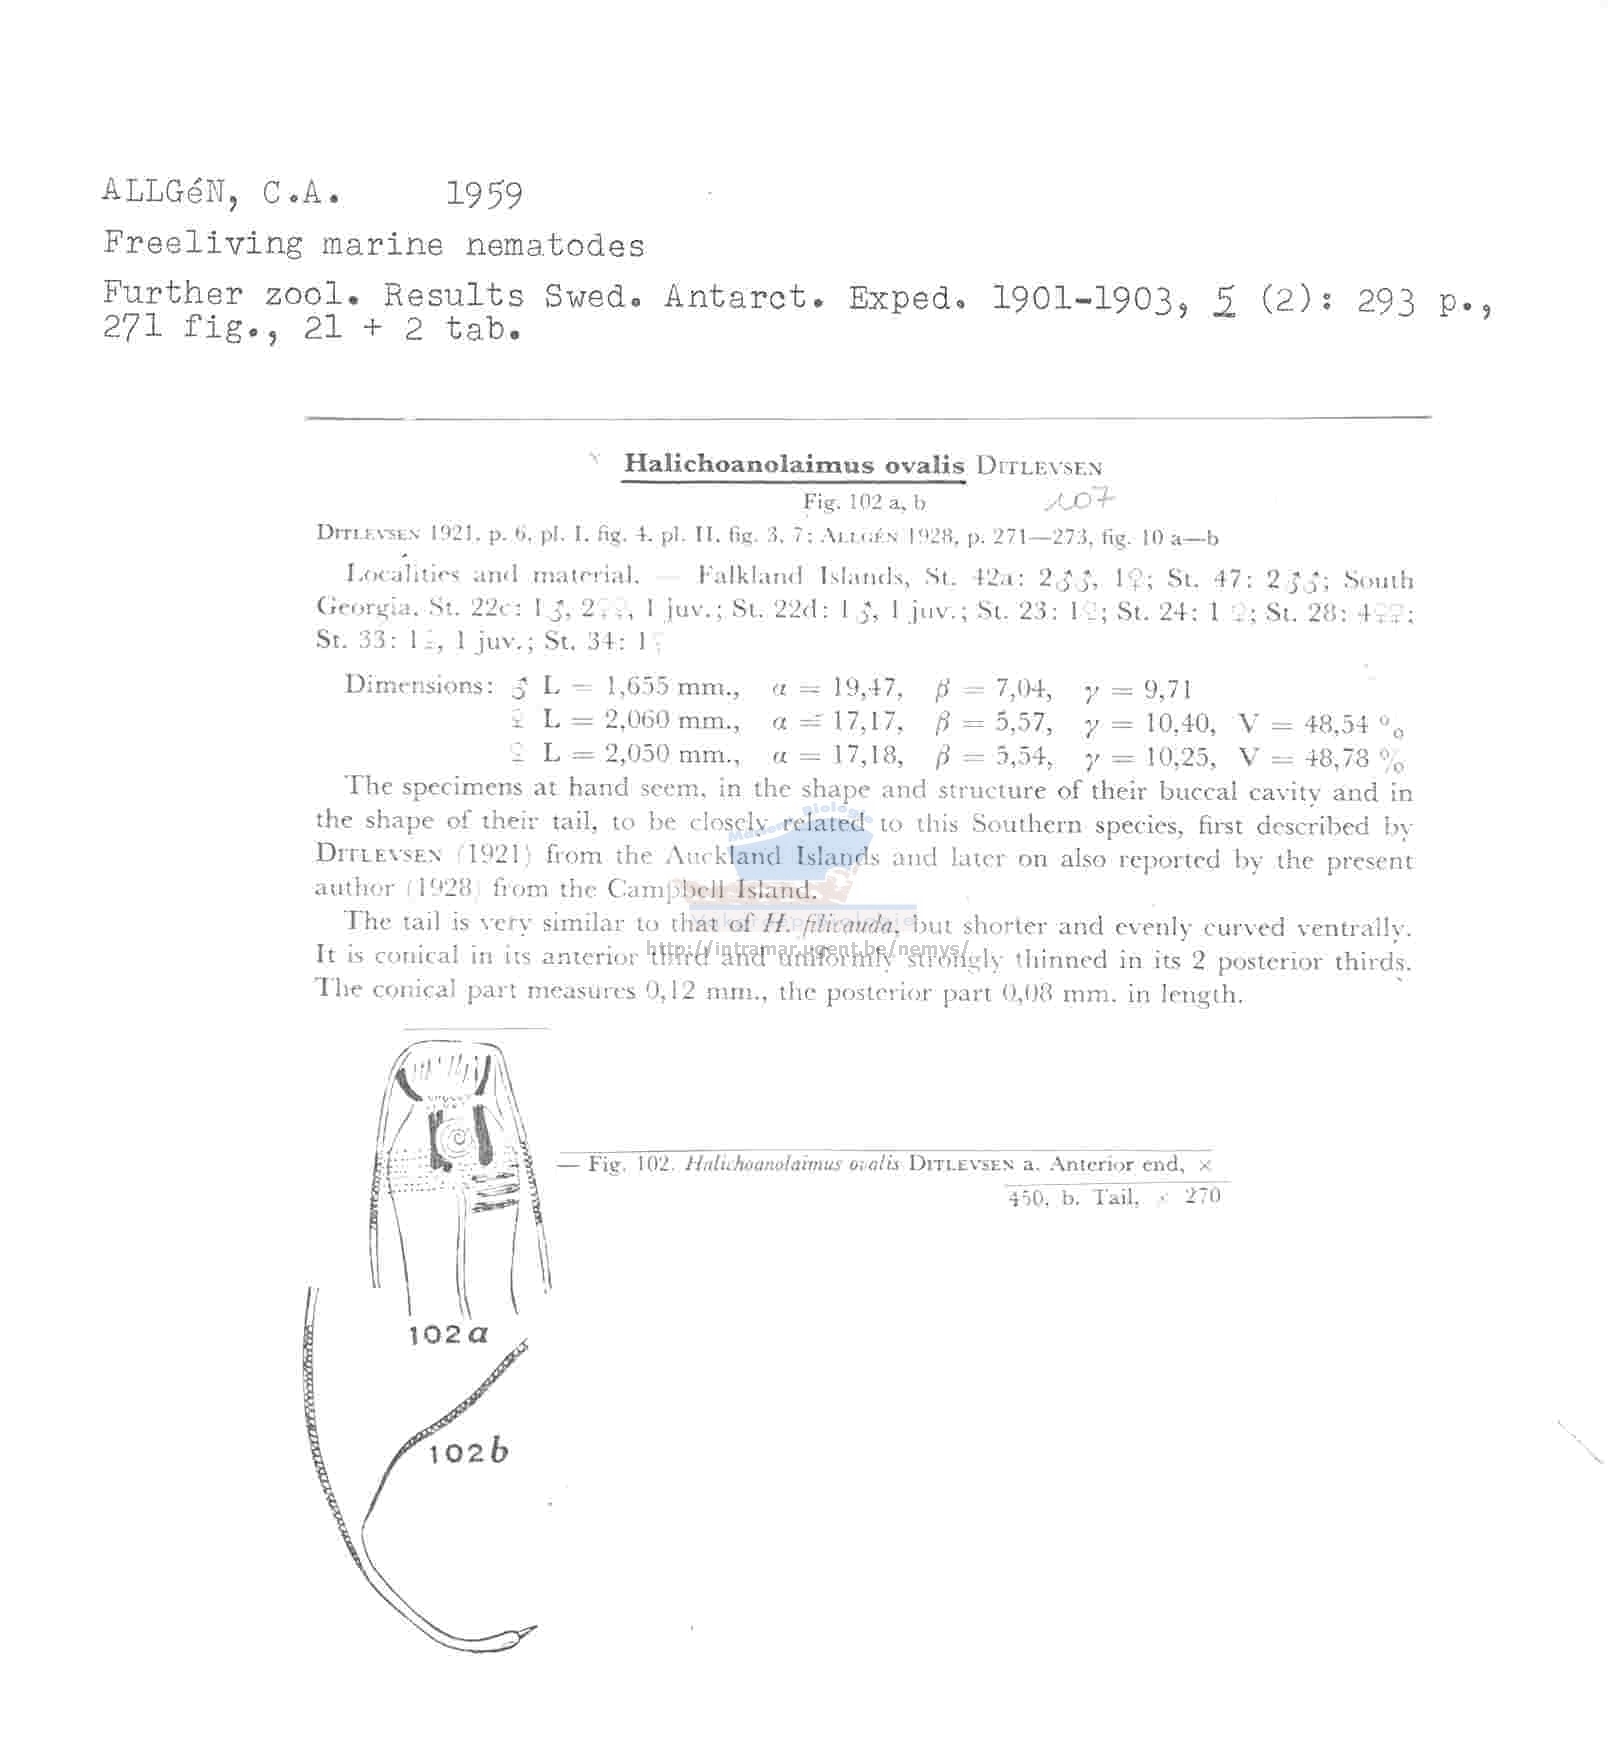 ALLGéN, C.A. 1959
Freeliving marine nematodes
Further zool. Results Swed. Antarct. Exped. 1901-1903, 5 (2): 293 p.,
271 fig., 21 + 2 tab.
Halichoanolaimus ovalis DITLEVSEN
Fig. 102 a, b 107
DITLEVSEN 1921, p. 6, pl. I, fig. 4, pl. II, fig. 3, 7; ALLGÉN 1928, p. 271—273, fig. 10 a—b
Localities and material. — Falkland Islands, St. 42a: 2♂♂, 1♀; St. 47: 2♂♂; South
Georgia, St. 22c: 1♂, 2♀♀, 1 juv.; St. 22d: 1♂, 1 juv.; St. 23: 1♀; St. 24: 1♀; St. 28: 4♀♀;
St. 33: 1♀, 1 juv.; St. 34: 1♀
Dimensions: ♂ L = 1,655 mm., α = 19,47, β = 7,04, γ = 9,71
♀ L = 2,060 mm., α = 17,17, β = 5,57, γ = 10,40, V = 48,54 %
♀ L = 2,050 mm., α = 17,18, β = 5,54, γ = 10,25, V = 48,78 %
The specimens at hand seem, in the shape and structure of their buccal cavity and in
the shape of their tail, to be closely related to this Southern species, first described by
DITLEVSEN (1921) from the Auckland Islands and later on also reported by the present
author (1928) from the Campbell Island.
The tail is very similar to that of H. filicauda, but shorter and evenly curved ventrally.
It is conical in its anterior third and uniformly strongly thinned in its 2 posterior thirds.
The conical part measures 0,12 mm., the posterior part 0,08 mm. in length.
Mariene Biologie
http://intramar.ugent.be/nemys/
— Fig. 102. Halichoanolaimus ovalis DITLEVSEN a. Anterior end, ×
450, b. Tail, × 270
102a
102b